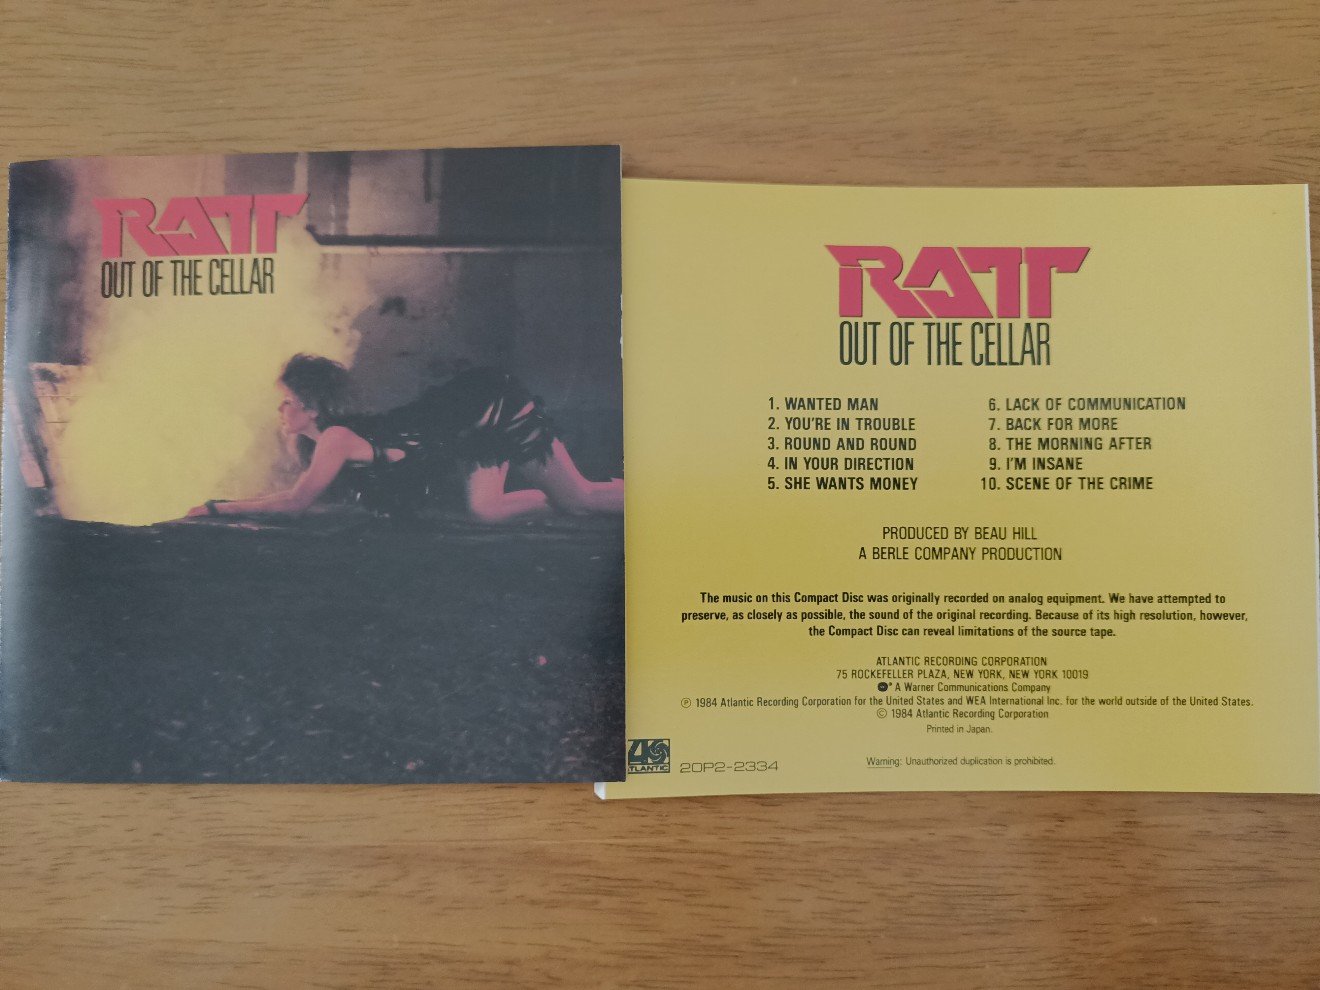 RATT
OUT OF THE CELLAR
RATT
OUT OF THE CELLAR
1. WANTED MAN
2. YOU'RE IN TROUBLE
3. ROUND AND ROUND
4. IN YOUR DIRECTION
5. SHE WANTS MONEY
6. LACK OF COMMUNICATION
7. BACK FOR MORE
8. THE MORNING AFTER
9. I'M INSANE
10. SCENE OF THE CRIME
PRODUCED BY BEAU HILL
A BERLE COMPANY PRODUCTION
The music on this Compact Disc was originally recorded on analog equipment. We have attempted to
preserve, as closely as possible, the sound of the original recording. Because of its high resolution, however,
the Compact Disc can reveal limitations of the source tape.
ATLANTIC RECORDING CORPORATION
75 ROCKEFELLER PLAZA, NEW YORK, NEW YORK 10019
A Warner Communications Company
℗ 1984 Atlantic Recording Corporation for the United States and WEA International Inc. for the world outside of the United States.
© 1984 Atlantic Recording Corporation
Printed in Japan.
ATLANTIC
20P2-2334
Warning: Unauthorized duplication is prohibited.